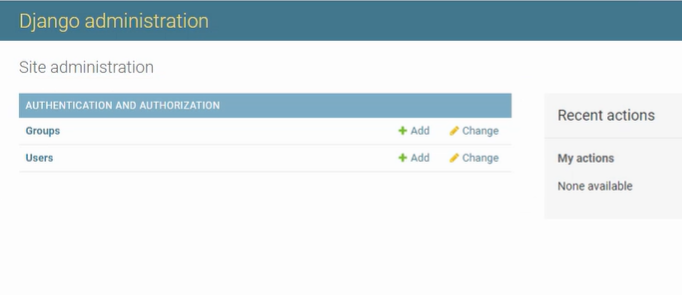 Django administration
Site administration
AUTHENTICATION AND AUTHORIZATION
Groups Add Change
Users Add Change
Recent actions
My actions
None available